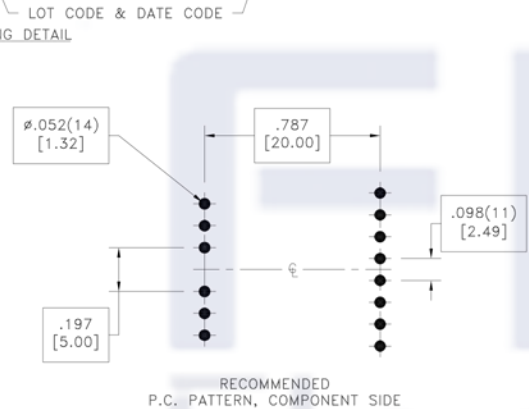 LOT CODE & DATE CODE
NG DETAIL
ø.052(14)
[1.32]
.787
[20.00]
.098(11)
[2.49]
℄
.197
[5.00]
RECOMMENDED
P.C. PATTERN, COMPONENT SIDE